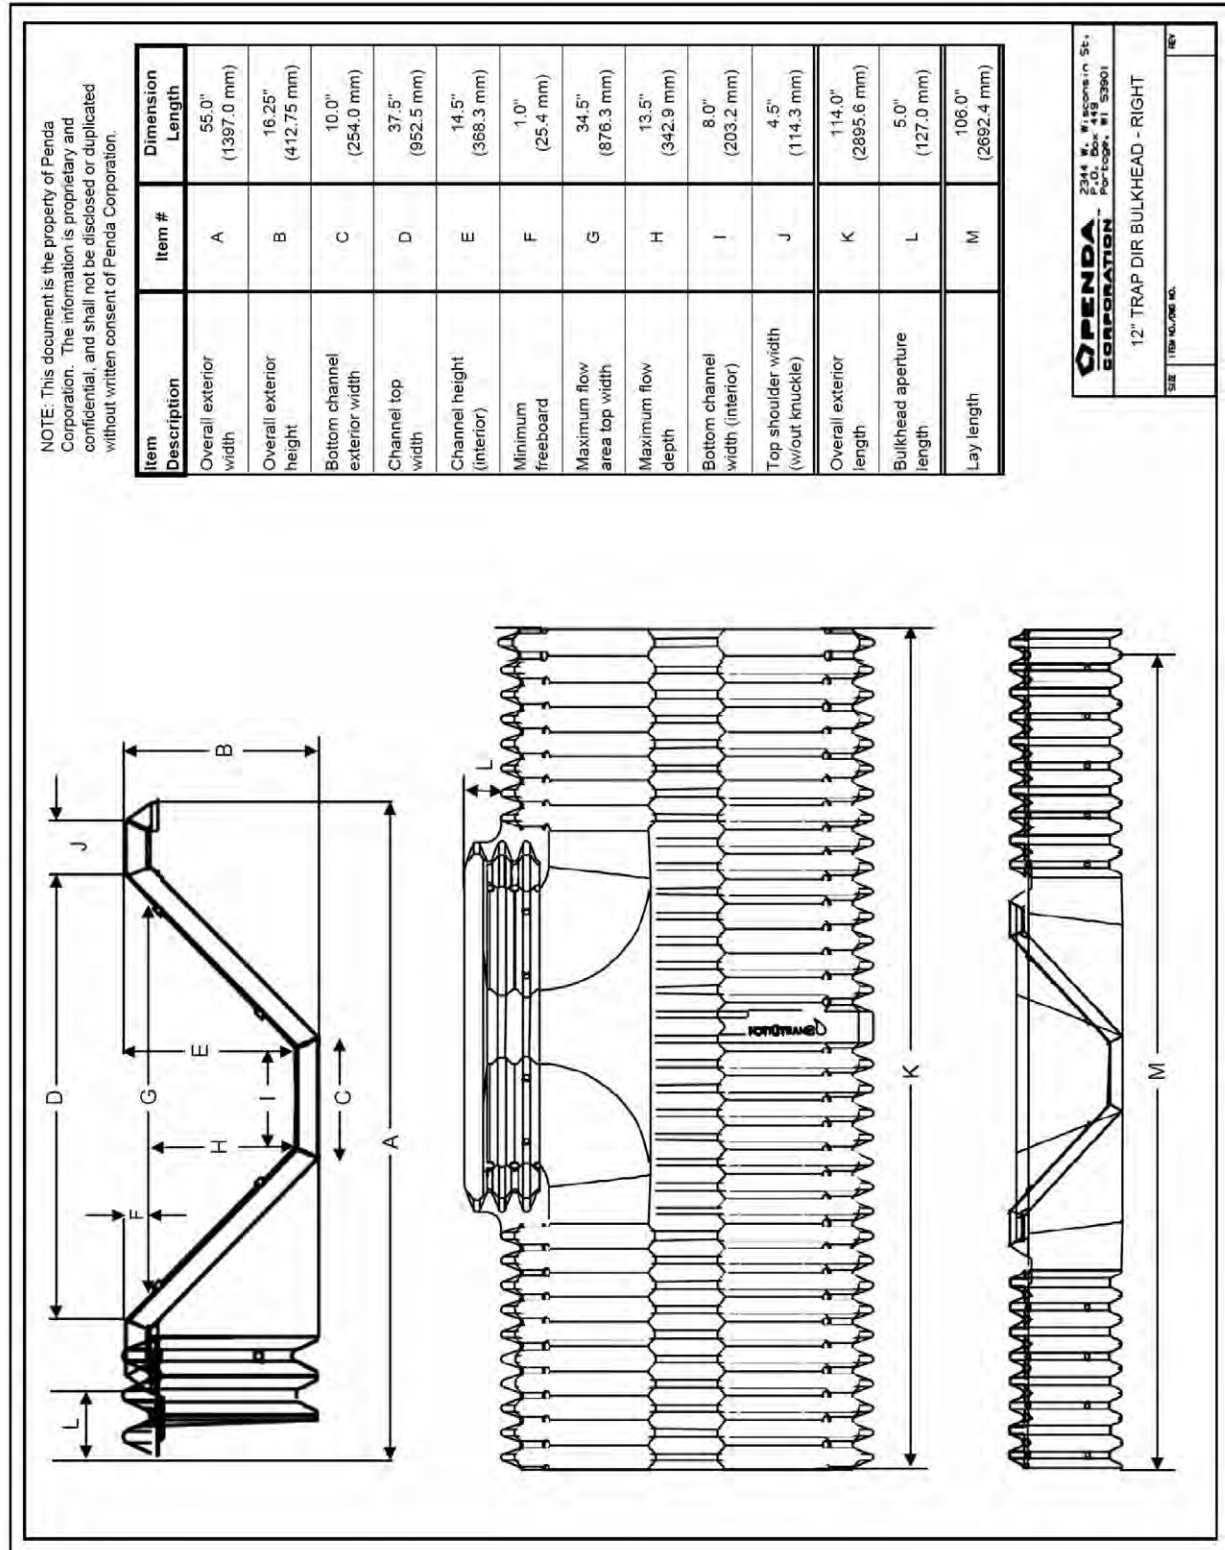 NOTE: This document is the property of Penda
Corporation. The information is proprietary and
confidential, and shall not be disclosed or duplicated
without written consent of Penda Corporation.
Item Description Item # Dimension Length
Overall exterior width A 55.0" (1397.0 mm)
Overall exterior height B 16.25" (412.75 mm)
Bottom channel exterior width C 10.0" (254.0 mm)
Channel top width D 37.5" (952.5 mm)
Channel height (interior) E 14.5" (368.3 mm)
Minimum freeboard F 1.0" (25.4 mm)
Maximum flow area top width G 34.5" (876.3 mm)
Maximum flow depth H 13.5" (342.9 mm)
Bottom channel width (interior) I 8.0" (203.2 mm)
Top shoulder width (w/out knuckle) J 4.5" (114.3 mm)
Overall exterior length K 114.0" (2895.6 mm)
Bulkhead aperture length L 5.0" (127.0 mm)
Lay length M 106.0" (2692.4 mm)
L
F
D
G
H
E
I
C
A
J
B
L
K
M
PENDA
CORPORATION™
2344 W. Wisconsin St.
P.O. Box 449
Portage, WI 53901
12" TRAP DIR BULKHEAD - RIGHT
SIZE
ITEM NO./DWG NO.
REV